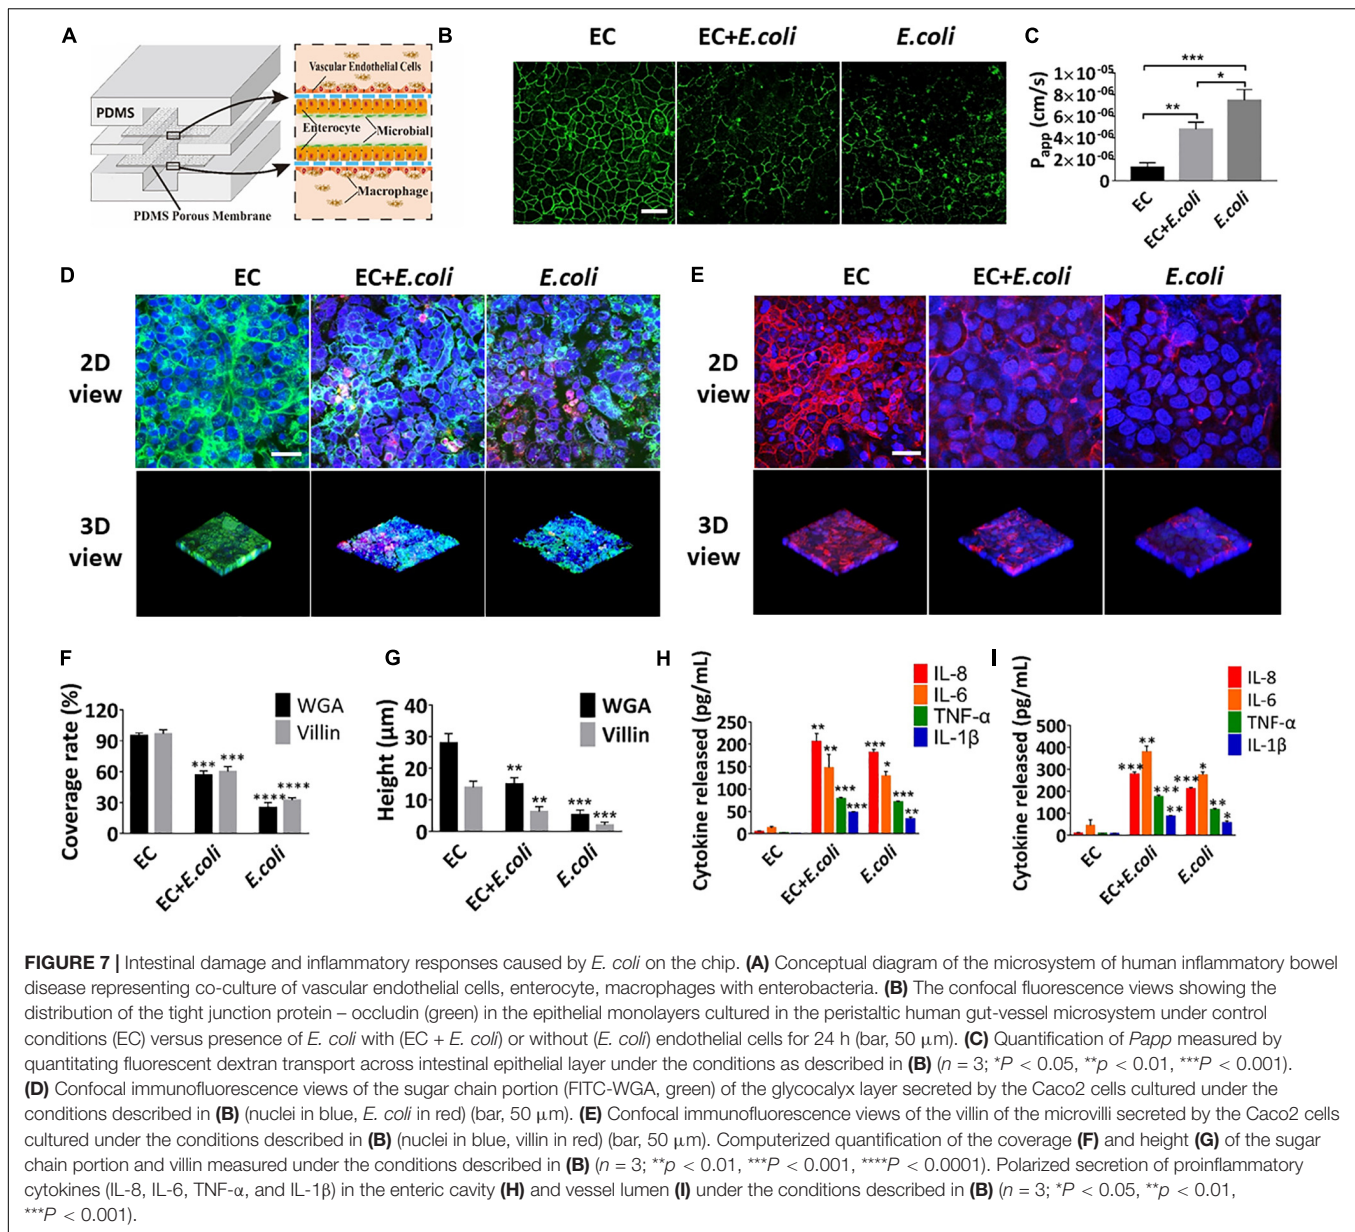 A
PDMS
PDMS Porous Membrane
Vascular Endothelial Cells
Enterocyte
Microbial
Macrophage
B
EC
EC+E.coli
E.coli
C
Papp (cm/s)
1×10-05
8×10-06
6×10-06
4×10-06
2×10-06
0
***
**
*
EC
EC+E.coli
E.coli
D
EC
EC+E.coli
E.coli
2D
view
3D
view
E
EC
EC+E.coli
E.coli
2D
view
3D
view
F
Coverage rate (%)
120
90
60
30
0
WGA
Villin
*** ***
**** ****
EC
EC+E.coli
E.coli
G
Height (μm)
40
30
20
10
0
WGA
Villin
** **
*** ***
EC
EC+E.coli
E.coli
H
Cytokine released (pg/mL)
250
200
150
100
50
0
IL-8
IL-6
TNF-α
IL-1β
** ** *** ***
*** * *** **
EC
EC+E.coli
E.coli
I
Cytokine released (pg/mL)
500
400
300
200
100
0
IL-8
IL-6
TNF-α
IL-1β
*** ** *** **
*** * ** *
EC
EC+E.coli
E.coli
FIGURE 7 | Intestinal damage and inflammatory responses caused by E. coli on the chip. (A) Conceptual diagram of the microsystem of human inflammatory bowel
disease representing co-culture of vascular endothelial cells, enterocyte, macrophages with enterobacteria. (B) The confocal fluorescence views showing the
distribution of the tight junction protein – occludin (green) in the epithelial monolayers cultured in the peristaltic human gut-vessel microsystem under control
conditions (EC) versus presence of E. coli with (EC + E. coli) or without (E. coli) endothelial cells for 24 h (bar, 50 μm). (C) Quantification of Papp measured by
quantitating fluorescent dextran transport across intestinal epithelial layer under the conditions as described in (B) (n = 3; *P < 0.05, **p < 0.01, ***P < 0.001).
(D) Confocal immunofluorescence views of the sugar chain portion (FITC-WGA, green) of the glycocalyx layer secreted by the Caco2 cells cultured under the
conditions described in (B) (nuclei in blue, E. coli in red) (bar, 50 μm). (E) Confocal immunofluorescence views of the villin of the microvilli secreted by the Caco2 cells
cultured under the conditions described in (B) (nuclei in blue, villin in red) (bar, 50 μm). Computerized quantification of the coverage (F) and height (G) of the sugar
chain portion and villin measured under the conditions described in (B) (n = 3; **p < 0.01, ***P < 0.001, ****P < 0.0001). Polarized secretion of proinflammatory
cytokines (IL-8, IL-6, TNF-α, and IL-1β) in the enteric cavity (H) and vessel lumen (I) under the conditions described in (B) (n = 3; *P < 0.05, **p < 0.01,
***P < 0.001).